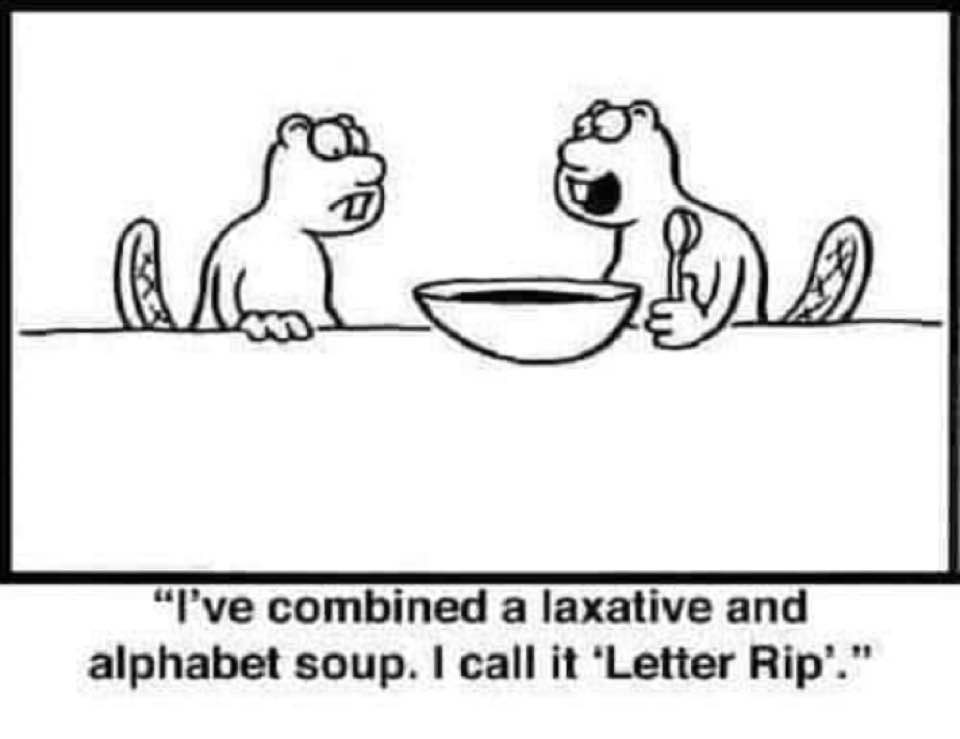 “I’ve combined a laxative and
alphabet soup. I call it ‘Letter Rip’.”